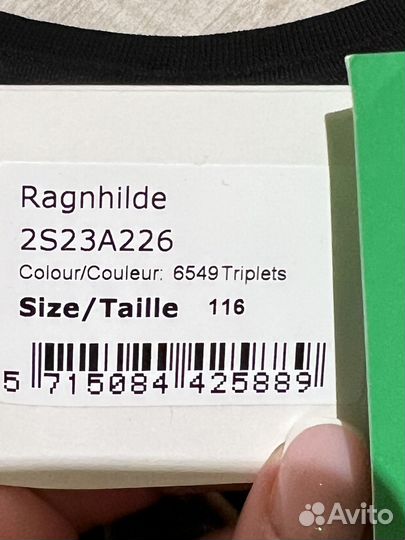 Ragnhilde
2S23A226
Colour/Couleur: 6549 Triplets
Size/Taille 116
5 715084 425889
Avito